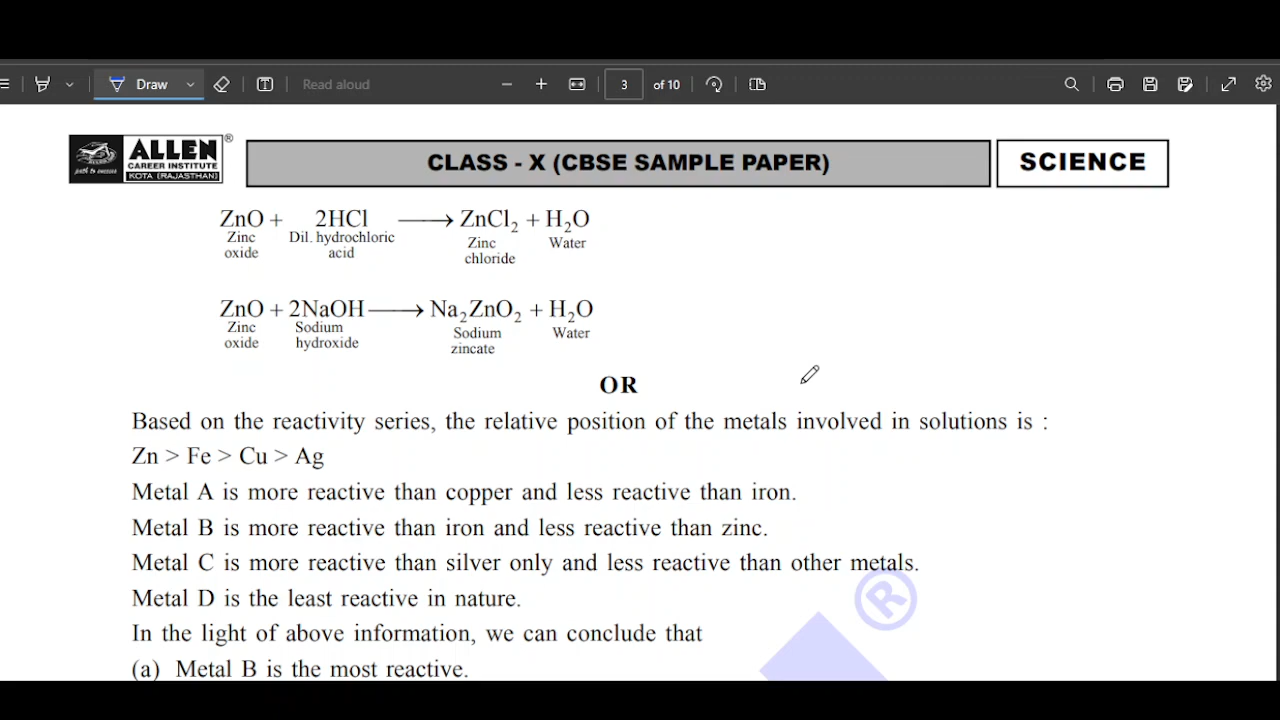 Draw
Read aloud
3 of 10
ALLEN ®
CAREER INSTITUTE
path to success KOTA (RAJASTHAN)
CLASS - X (CBSE SAMPLE PAPER)
SCIENCE
ZnO + 2HCl ⟶ ZnCl₂ + H₂O
Zinc oxide Dil. hydrochloric acid Zinc chloride Water
ZnO + 2NaOH ⟶ Na₂ZnO₂ + H₂O
Zinc oxide Sodium hydroxide Sodium zincate Water
OR
Based on the reactivity series, the relative position of the metals involved in solutions is :
Zn > Fe > Cu > Ag
Metal A is more reactive than copper and less reactive than iron.
Metal B is more reactive than iron and less reactive than zinc.
Metal C is more reactive than silver only and less reactive than other metals.
Metal D is the least reactive in nature.
In the light of above information, we can conclude that
(a) Metal B is the most reactive.
®